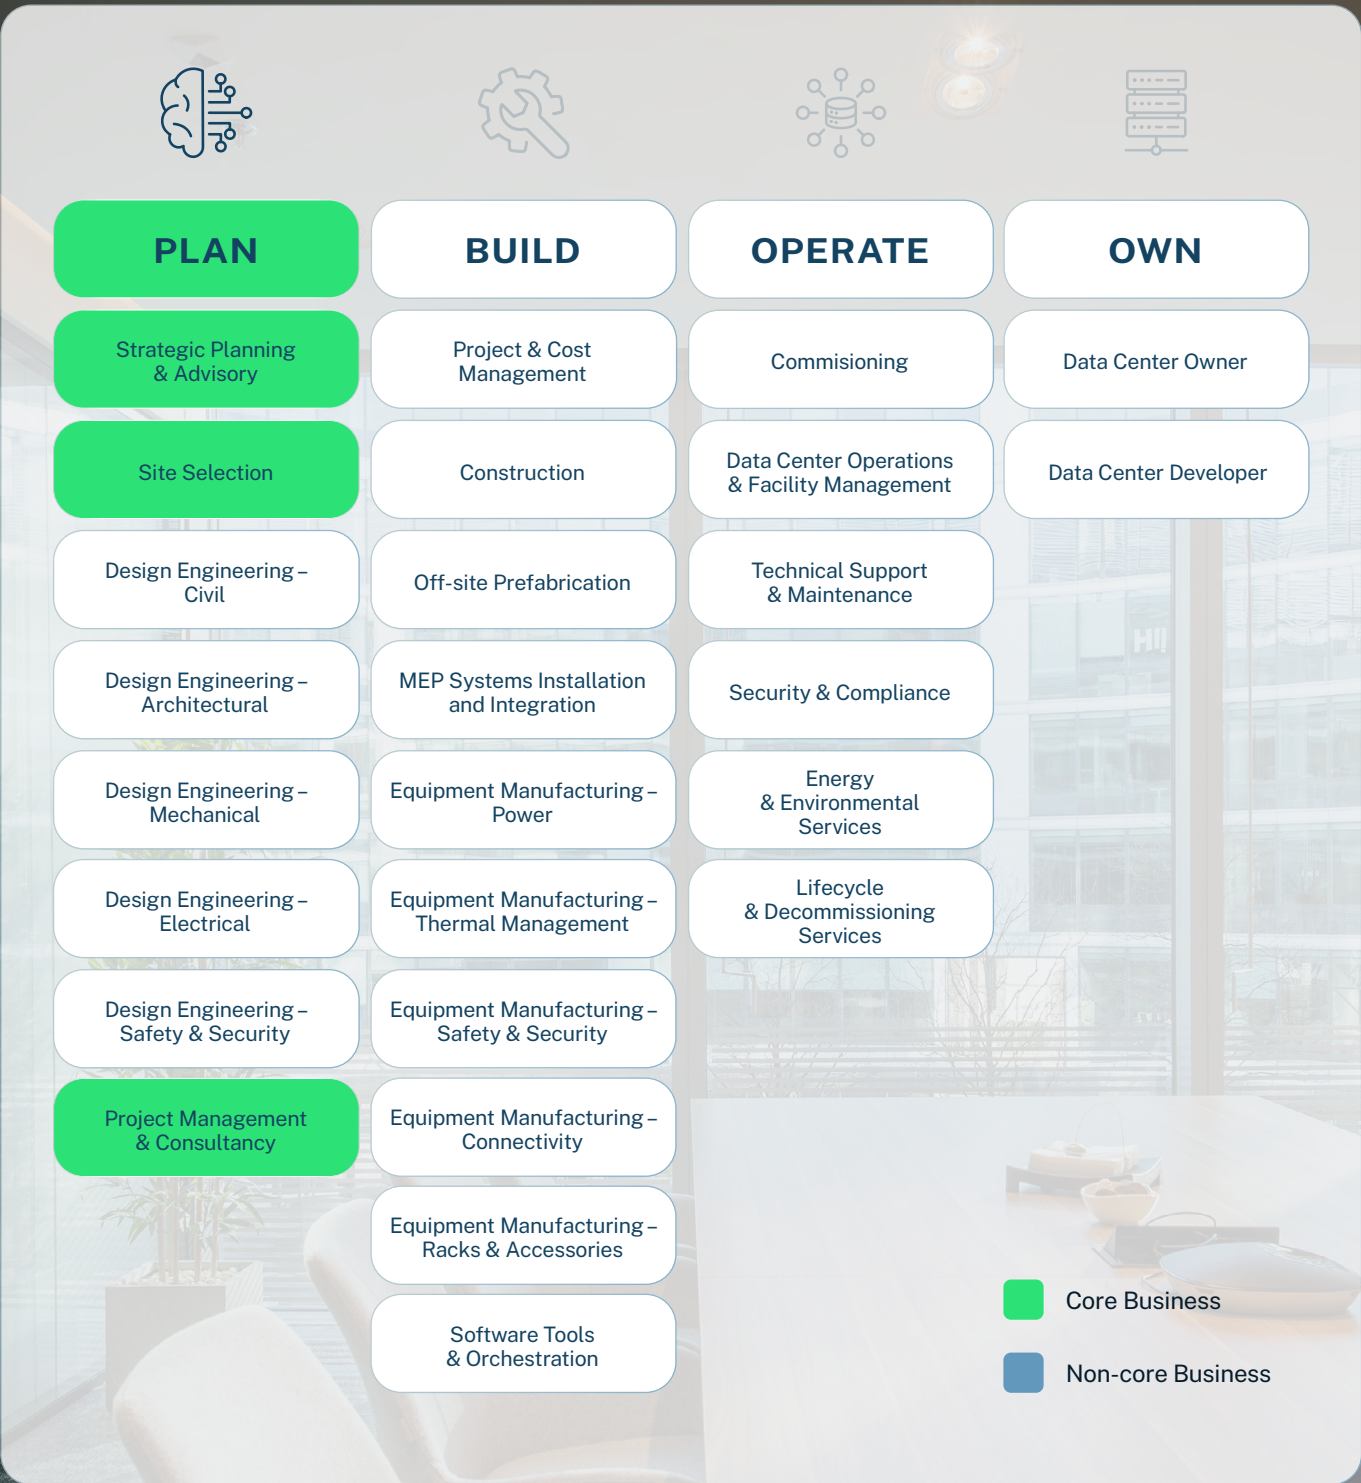 PLAN
BUILD
OPERATE
OWN
Strategic Planning
& Advisory
Project & Cost
Management
Commisioning
Data Center Owner
Site Selection
Construction
Data Center Operations
& Facility Management
Data Center Developer
Design Engineering –
Civil
Off-site Prefabrication
Technical Support
& Maintenance
Design Engineering –
Architectural
MEP Systems Installation
and Integration
Security & Compliance
Design Engineering –
Mechanical
Equipment Manufacturing –
Power
Energy
& Environmental
Services
Design Engineering –
Electrical
Equipment Manufacturing –
Thermal Management
Lifecycle
& Decommissioning
Services
Design Engineering –
Safety & Security
Equipment Manufacturing –
Safety & Security
Project Management
& Consultancy
Equipment Manufacturing –
Connectivity
Equipment Manufacturing –
Racks & Accessories
Software Tools
& Orchestration
Core Business
Non-core Business
HI!